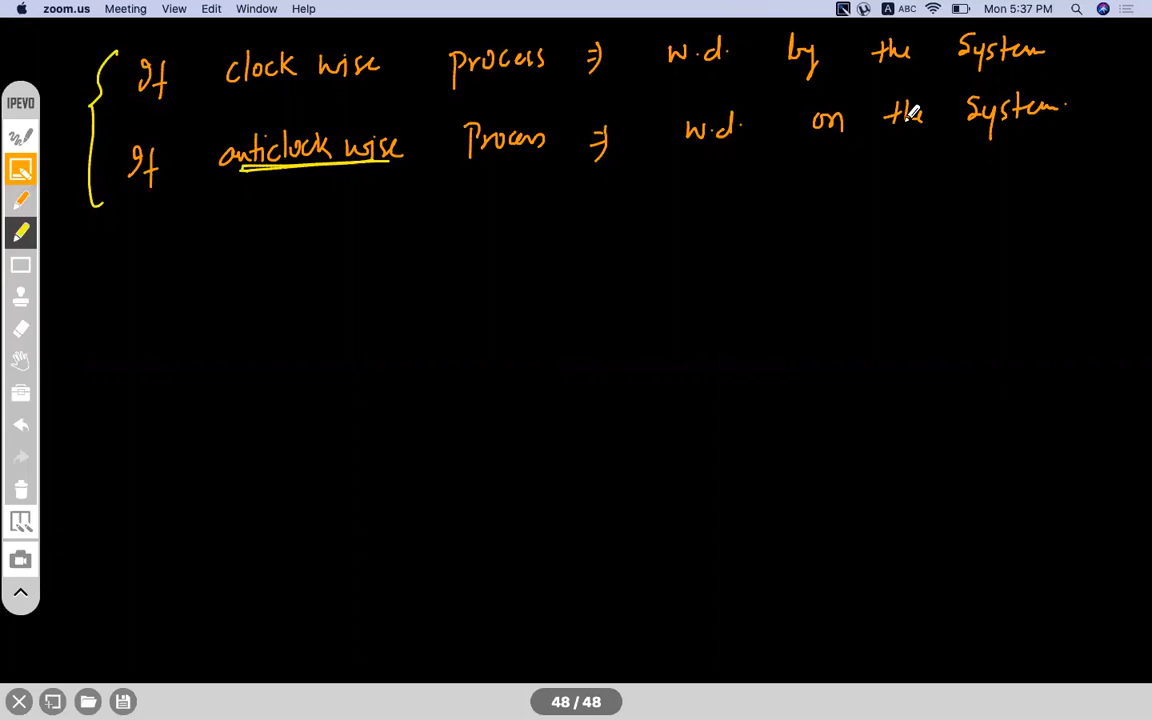 zoom.us Meeting View Edit Window Help A ABC Mon 5:37 PM
If clock wise Process ⇒ w.d. by the System
If anticlock wise Process ⇒ w.d. on the System.
IPEVO
48 / 48